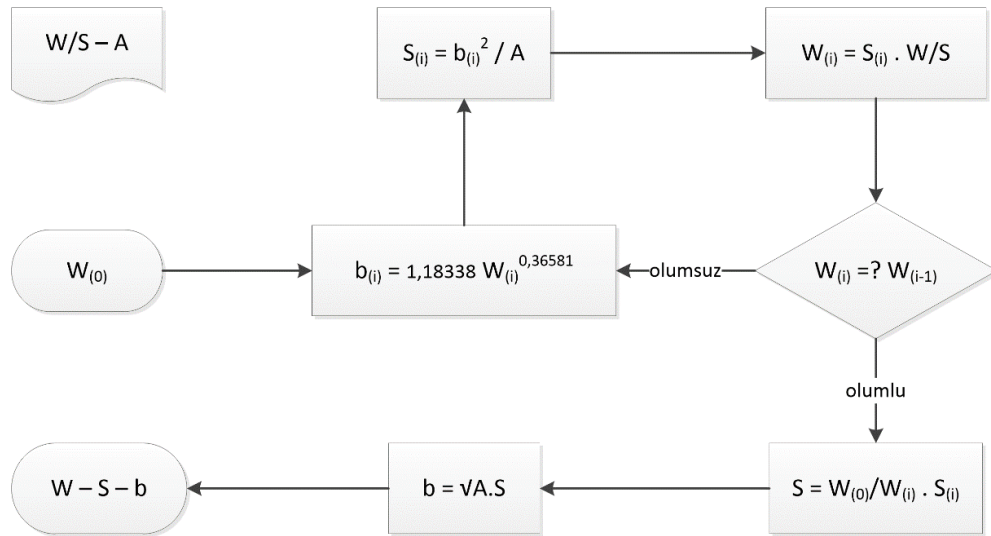 W/S – A
S₍ᵢ₎ = b₍ᵢ₎² / A
W₍ᵢ₎ = S₍ᵢ₎ . W/S
W₍₀₎
b₍ᵢ₎ = 1,18338 W₍ᵢ₎⁰,³⁶⁵⁸¹
olumsuz
W₍ᵢ₎ =? W₍ᵢ₋₁₎
olumlu
W – S – b
b = √A.S
S = W₍₀₎/W₍ᵢ₎ . S₍ᵢ₎